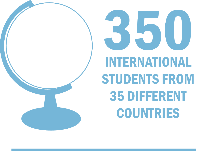 350
INTERNATIONAL
STUDENTS FROM
35 DIFFERENT
COUNTRIES